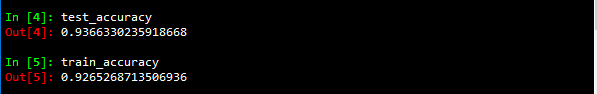 In [4]: test_accuracy
Out[4]: 0.9366330235918668
In [5]: train_accuracy
Out[5]: 0.9265268713506936